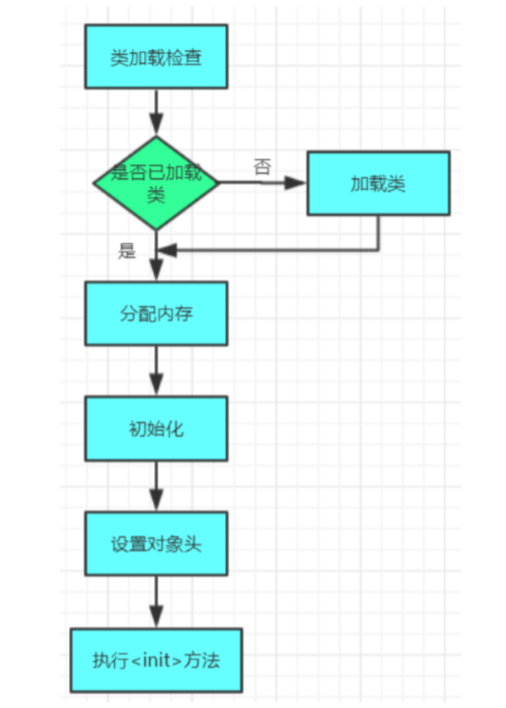 类加载检查
是否已加载
类
否
加载类
是
分配内存
初始化
设置对象头
执行<init>方法